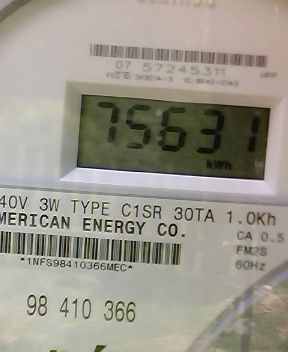 07 57245311
75631
kWh
40V 3W TYPE C1SR 30TA 1.0Kh
MERICAN ENERGY CO.
CA 0.5
FM2S
60Hz
*1NFS98410366MEC*
98 410 366